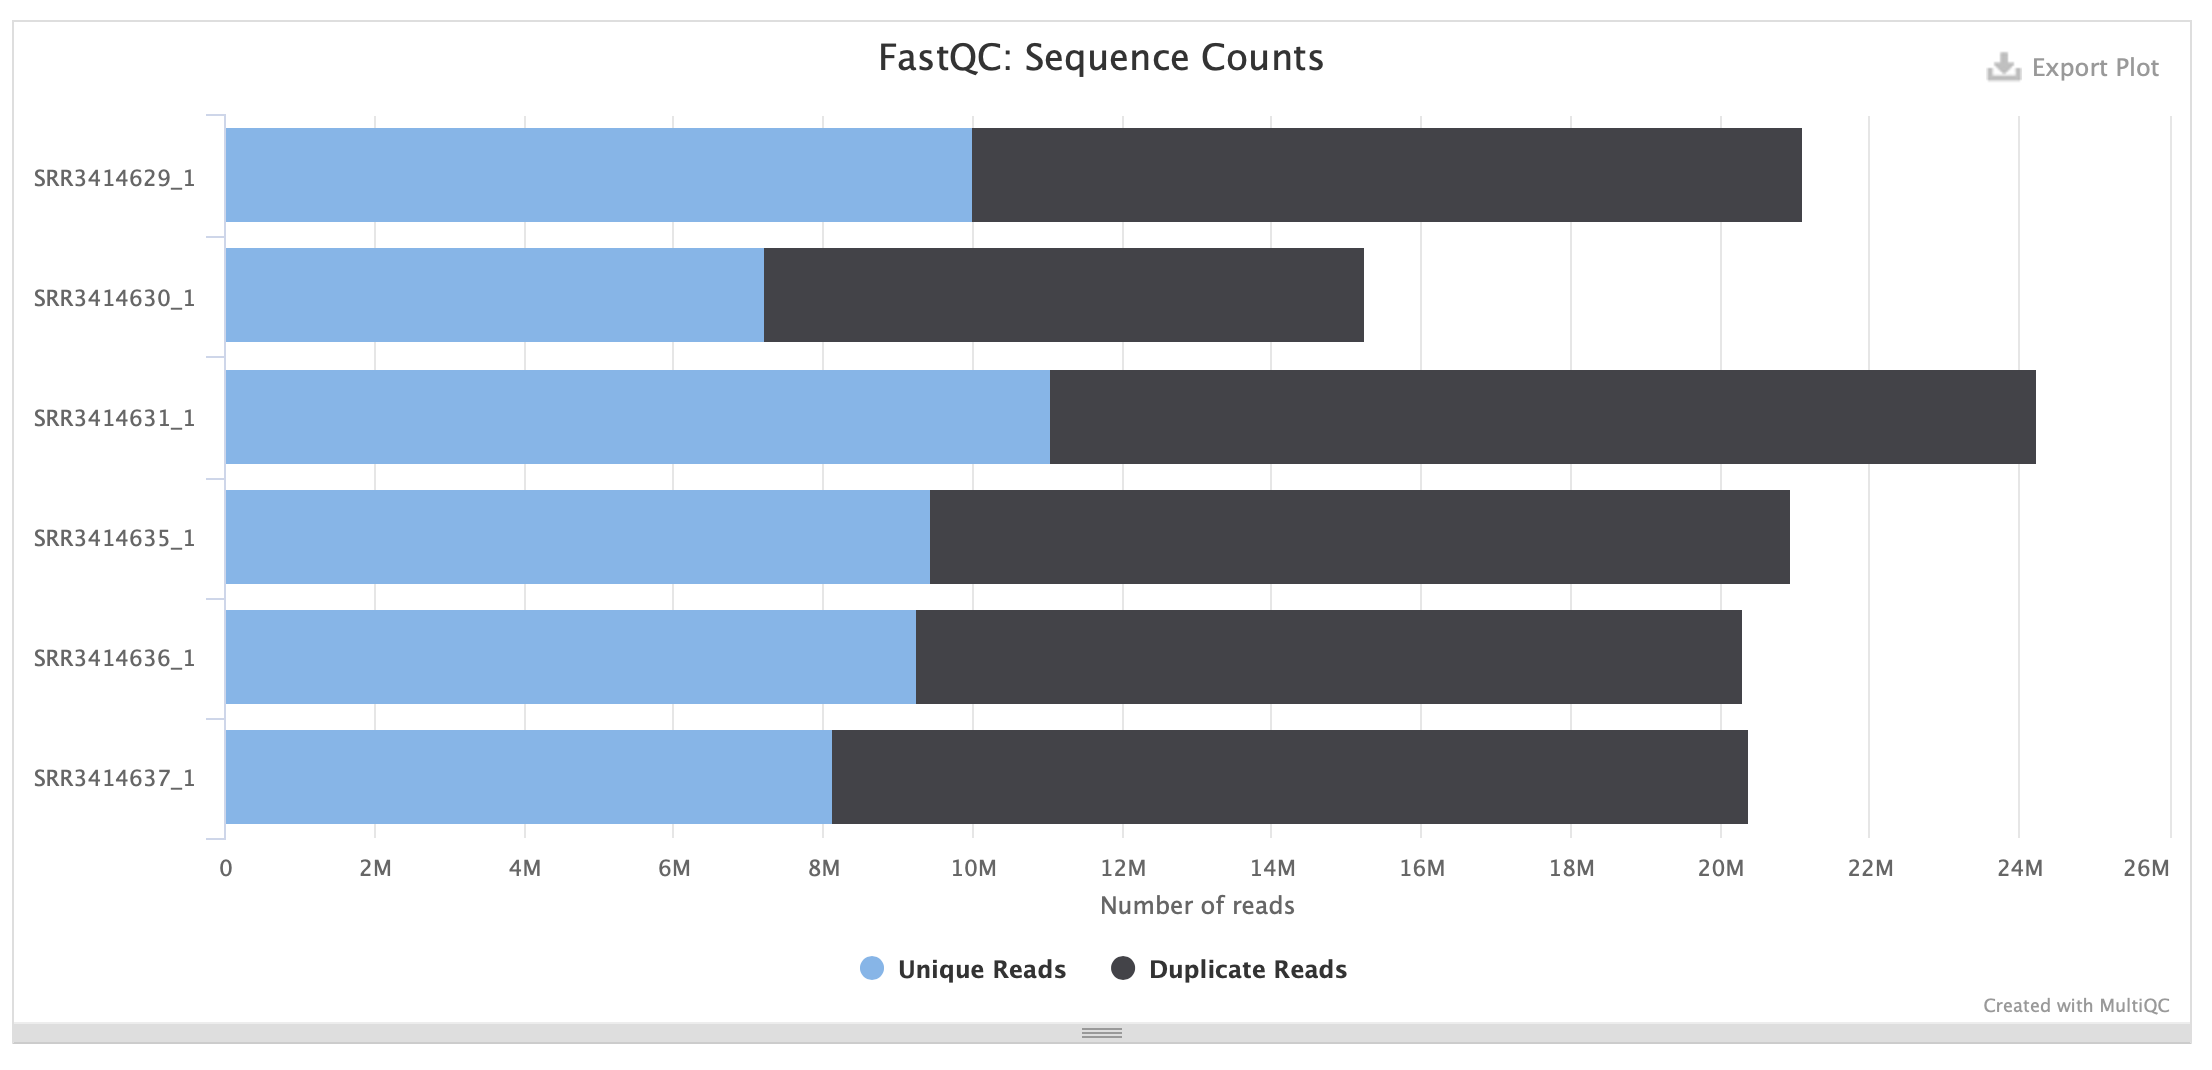 FastQC: Sequence Counts
Export Plot
SRR3414629_1
SRR3414630_1
SRR3414631_1
SRR3414635_1
SRR3414636_1
SRR3414637_1
0 2M 4M 6M 8M 10M 12M 14M 16M 18M 20M 22M 24M 26M
Number of reads
Unique Reads Duplicate Reads
Created with MultiQC